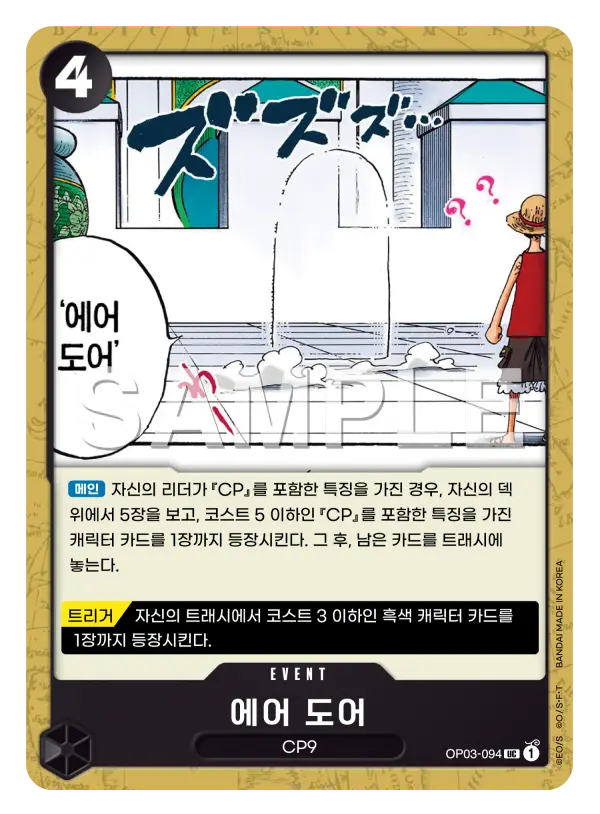 4
ズズズ…
??
'에어
도어'
SAMPLE
메인 자신의 리더가 『CP』를 포함한 특징을 가진 경우, 자신의 덱
위에서 5장을 보고, 코스트 5 이하인 『CP』를 포함한 특징을 가진
캐릭터 카드를 1장까지 등장시킨다. 그 후, 남은 카드를 트래시에
놓는다.
트리거 자신의 트래시에서 코스트 3 이하인 흑색 캐릭터 카드를
1장까지 등장시킨다.
EVENT
에어 도어
CP9
OP03-094 UC 1
©EO/S ©O/S·F·T BANDAI MADE IN KOREA